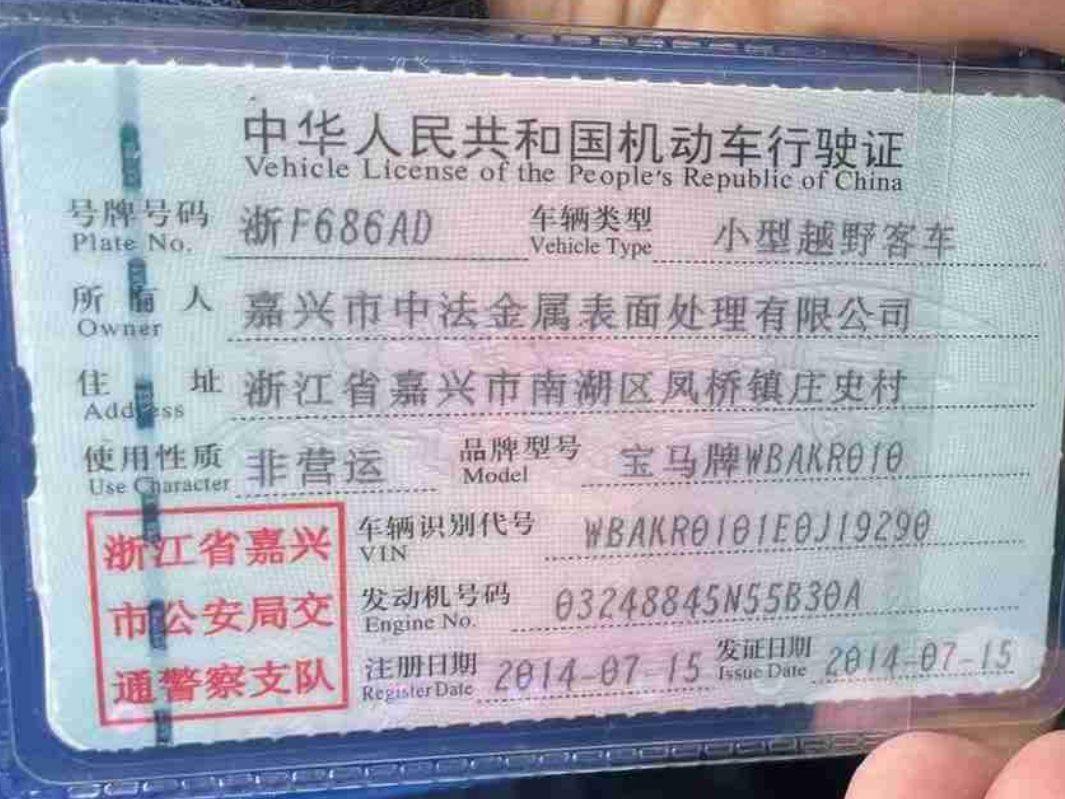 中华人民共和国机动车行驶证
Vehicle License of the People's Republic of China
号牌号码 浙F686AD 车辆类型 小型越野客车
Plate No. Vehicle Type
所有人 嘉兴市中法金属表面处理有限公司
Owner
住址 浙江省嘉兴市南湖区凤桥镇庄史村
Address
使用性质 非营运 品牌型号 宝马牌WBAKR010
Use Character Model
浙江省嘉兴
市公安局交
通警察支队
车辆识别代号 WBAKR0101E0J19290
VIN
发动机号码 03248845N55B30A
Engine No.
注册日期 2014-07-15 发证日期 2014-07-15
Register Date Issue Date